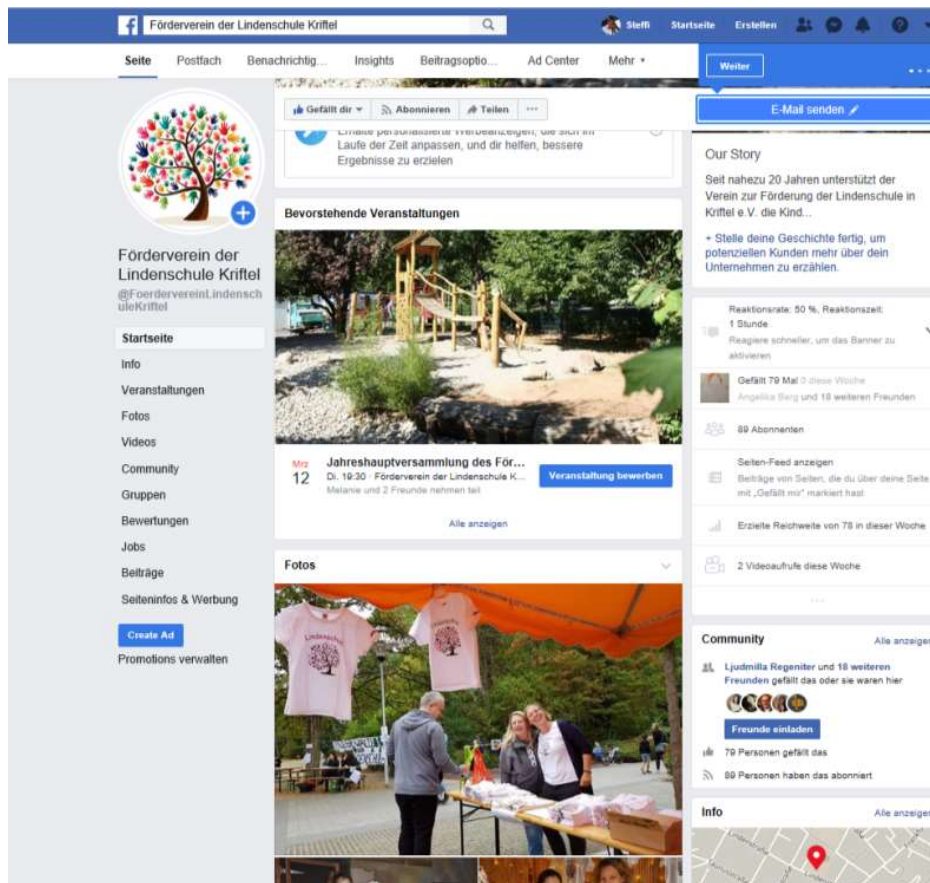 Förderverein der Lindenschule Kriftel
Steffi
Startseite
Erstellen
Seite
Postfach
Benachrichtig...
Insights
Beitragsoptio...
Ad Center
Mehr
Weiter
...
Gefällt dir
Abonnieren
Teilen
...
E-Mail senden
Erhalte personalisierte Werbeanzeigen, die sich im
Laufe der Zeit anpassen, und dir helfen, bessere
Ergebnisse zu erzielen
Förderverein der
Lindenschule Kriftel
@FoerdervereinLindensch
uleKriftel
Startseite
Info
Veranstaltungen
Fotos
Videos
Community
Gruppen
Bewertungen
Jobs
Beiträge
Seiteninfos & Werbung
Create Ad
Promotions verwalten
Bevorstehende Veranstaltungen
Mrz
12
Jahreshauptversammlung des För...
Di. 19:30 · Förderverein der Lindenschule K...
Melanie und 2 Freunde nehmen teil
Veranstaltung bewerben
Alle anzeigen
Fotos
Lindenschule
Our Story
Seit nahezu 20 Jahren unterstützt der
Verein zur Förderung der Lindenschule in
Kriftel e.V. die Kind...
+ Stelle deine Geschichte fertig, um
potenziellen Kunden mehr über dein
Unternehmen zu erzählen.
Reaktionsrate: 50 %, Reaktionszeit:
1 Stunde
Reagiere schneller, um das Banner zu
aktivieren
Gefällt 79 Mal 0 diese Woche
Angelika Berg und 18 weiteren Freunden
89 Abonnenten
Seiten-Feed anzeigen
Beiträge von Seiten, die du über deine Seite
mit „Gefällt mir" markiert hast
Erzielte Reichweite von 78 in dieser Woche
2 Videoaufrufe diese Woche
...
Community
Alle anzeigen
Ljudmilla Regeniter und 18 weiteren
Freunden gefällt das oder sie waren hier
Freunde einladen
79 Personen gefällt das
89 Personen haben das abonniert
Info
Alle anzeigen